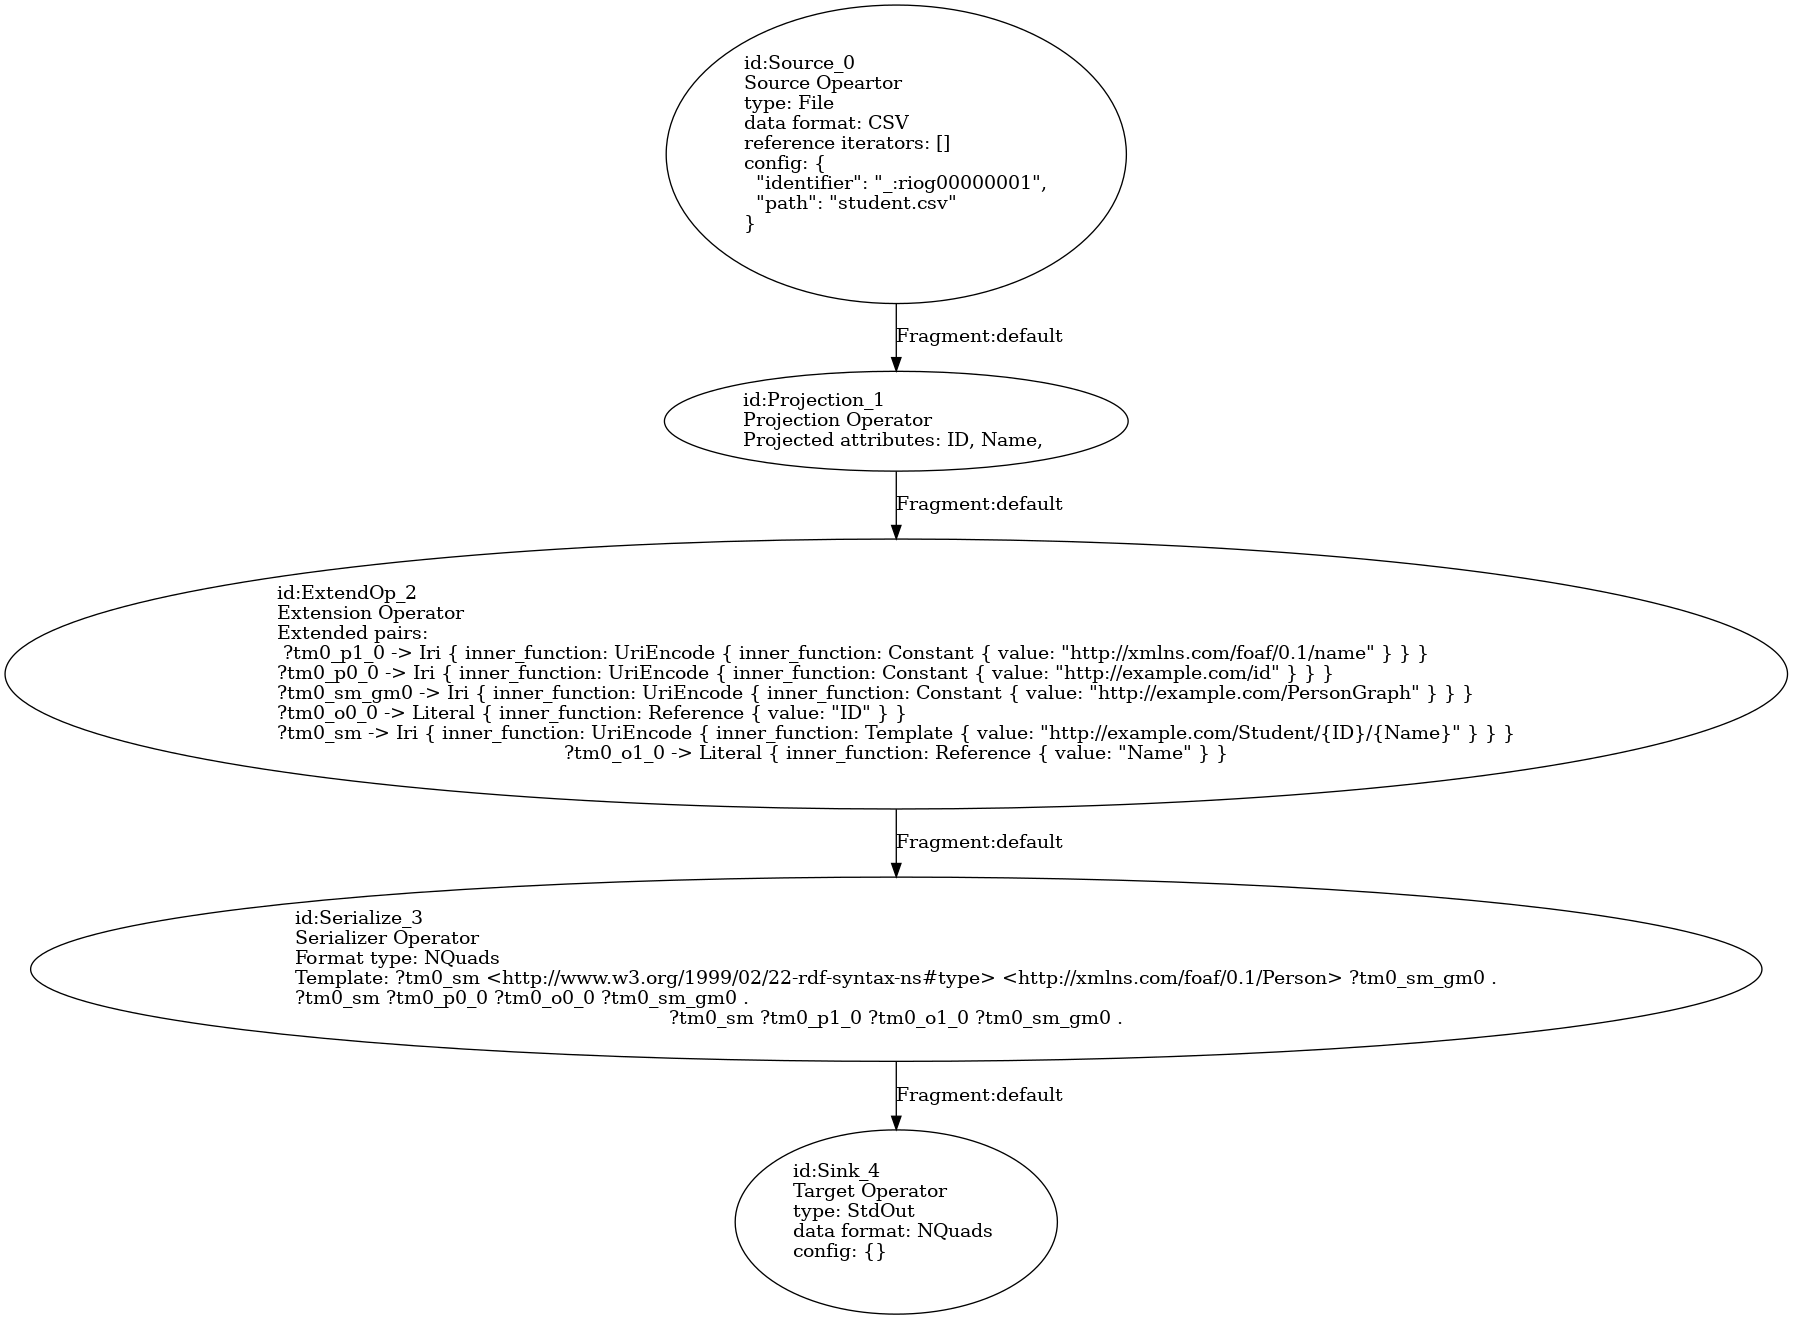 id:Source_0
Source Opeartor
type: File
data format: CSV
reference iterators: []
config: {
  "identifier": "_:riog00000001",
  "path": "student.csv"
}
Fragment:default
id:Projection_1
Projection Operator
Projected attributes: ID, Name,
Fragment:default
id:ExtendOp_2
Extension Operator
Extended pairs:
 ?tm0_p1_0 -> Iri { inner_function: UriEncode { inner_function: Constant { value: "http://xmlns.com/foaf/0.1/name" } } }
?tm0_p0_0 -> Iri { inner_function: UriEncode { inner_function: Constant { value: "http://example.com/id" } } }
?tm0_sm_gm0 -> Iri { inner_function: UriEncode { inner_function: Constant { value: "http://example.com/PersonGraph" } } }
?tm0_o0_0 -> Literal { inner_function: Reference { value: "ID" } }
?tm0_sm -> Iri { inner_function: UriEncode { inner_function: Template { value: "http://example.com/Student/{ID}/{Name}" } } }
?tm0_o1_0 -> Literal { inner_function: Reference { value: "Name" } }
Fragment:default
id:Serialize_3
Serializer Operator
Format type: NQuads
Template: ?tm0_sm <http://www.w3.org/1999/02/22-rdf-syntax-ns#type> <http://xmlns.com/foaf/0.1/Person> ?tm0_sm_gm0 .
?tm0_sm ?tm0_p0_0 ?tm0_o0_0 ?tm0_sm_gm0 .
?tm0_sm ?tm0_p1_0 ?tm0_o1_0 ?tm0_sm_gm0 .
Fragment:default
id:Sink_4
Target Operator
type: StdOut
data format: NQuads
config: {}